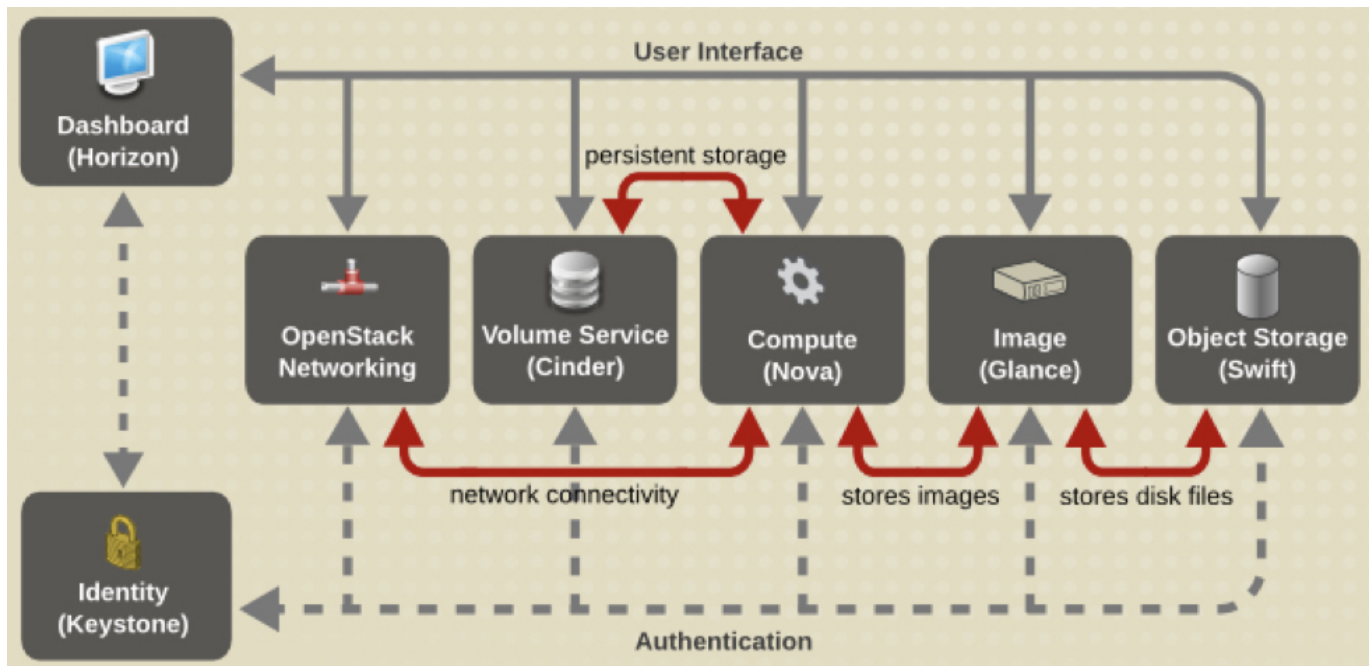 User Interface
Dashboard
(Horizon)
persistent storage
OpenStack
Networking
Volume Service
(Cinder)
Compute
(Nova)
Image
(Glance)
Object Storage
(Swift)
network connectivity
stores images
stores disk files
Identity
(Keystone)
Authentication